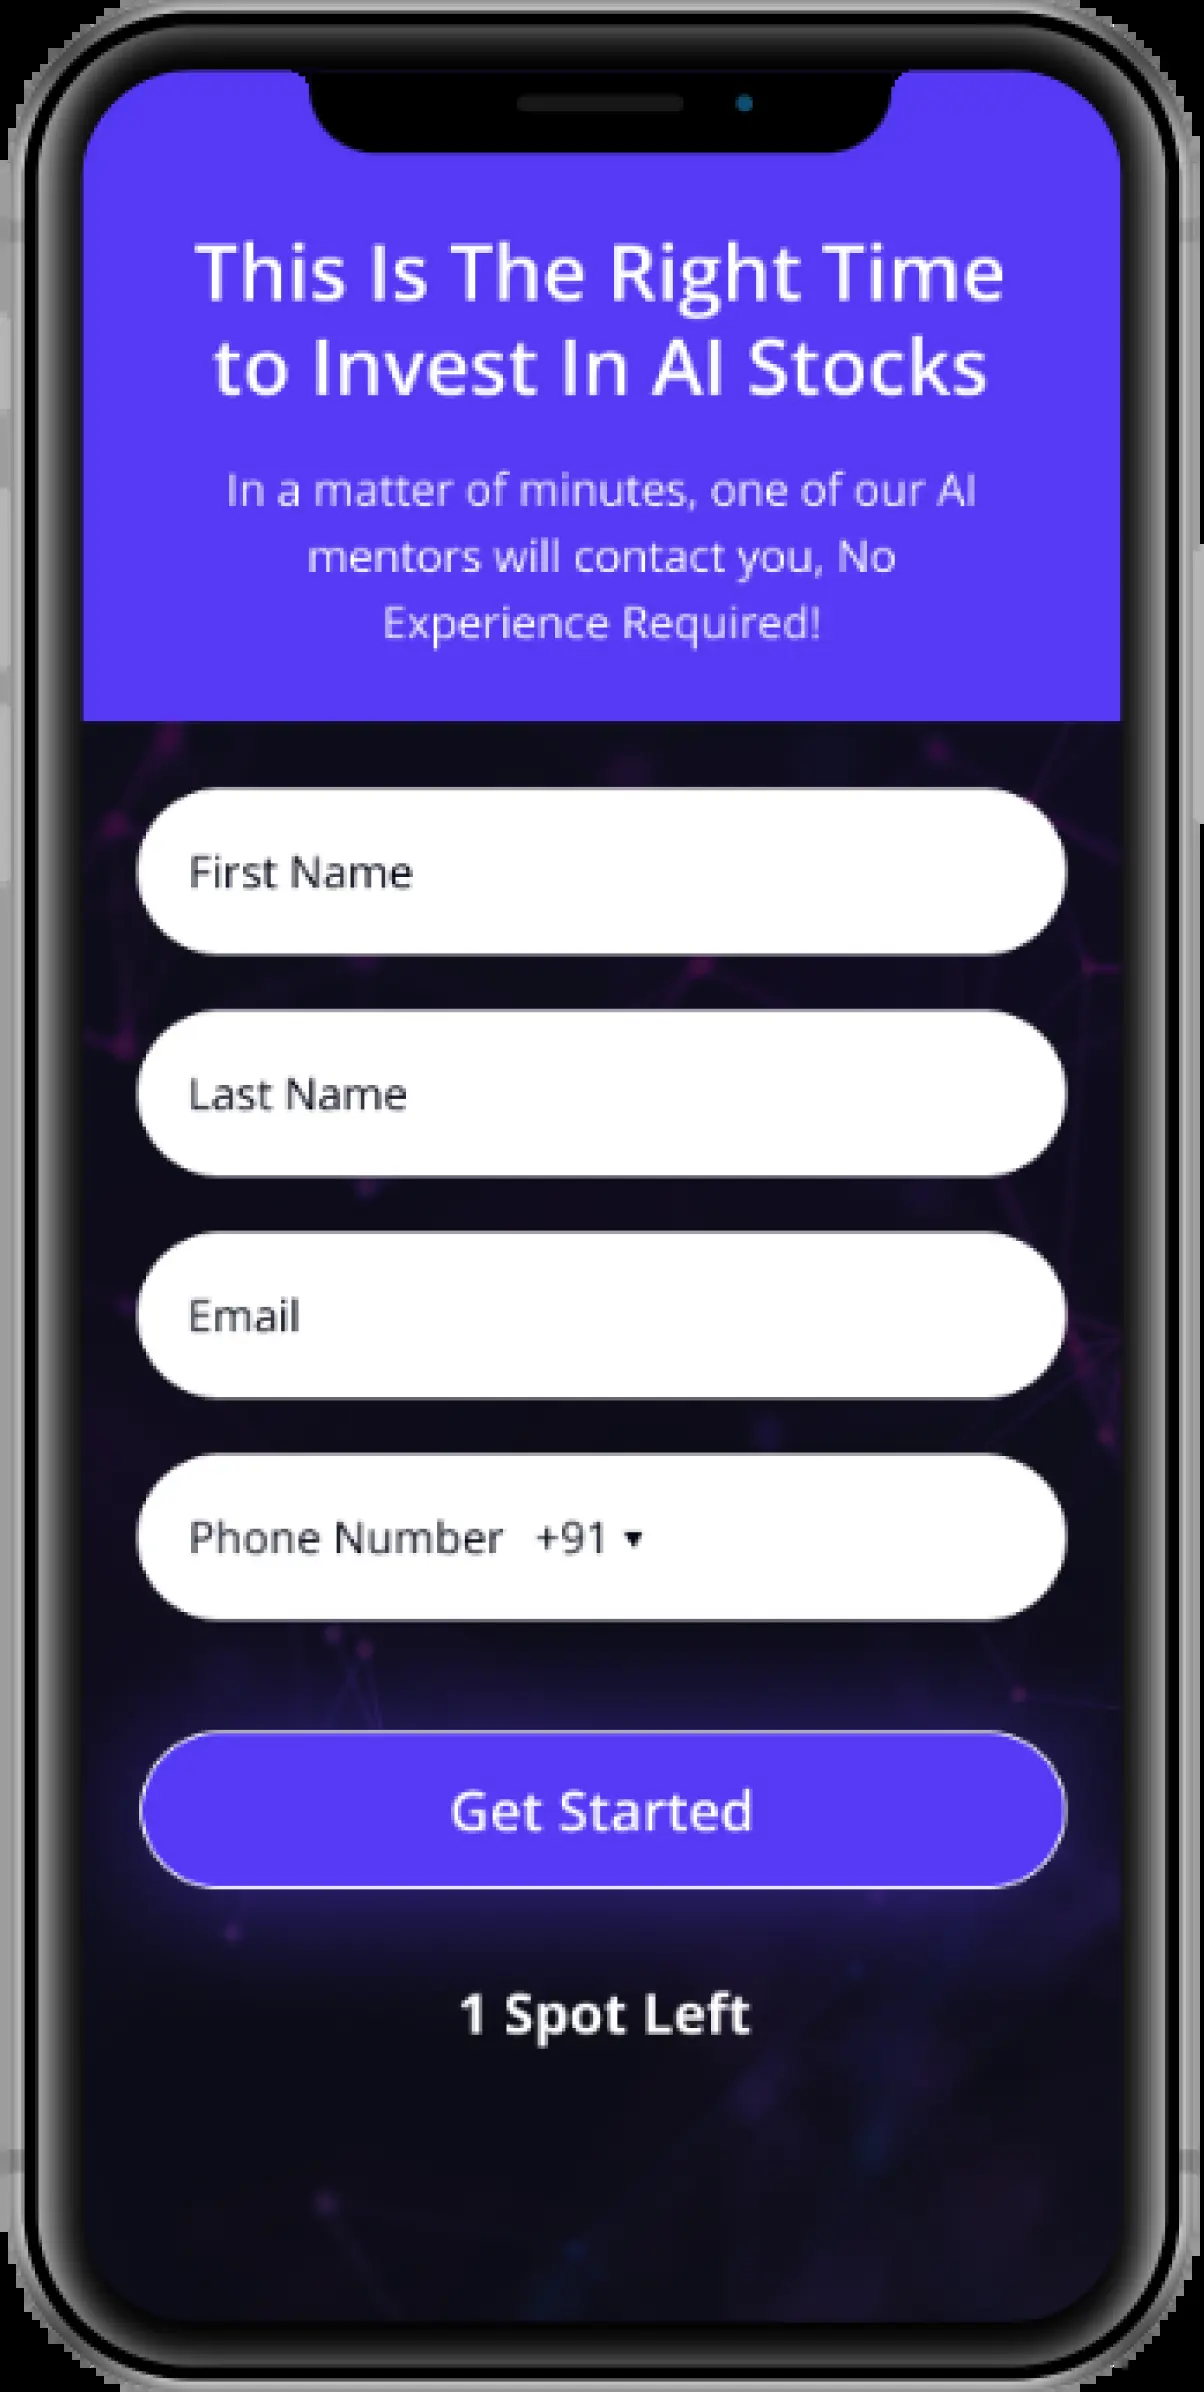 This Is The Right Time
to Invest In AI Stocks
In a matter of minutes, one of our AI
mentors will contact you, No
Experience Required!
First Name
Last Name
Email
Phone Number +91 ▼
Get Started
1 Spot Left